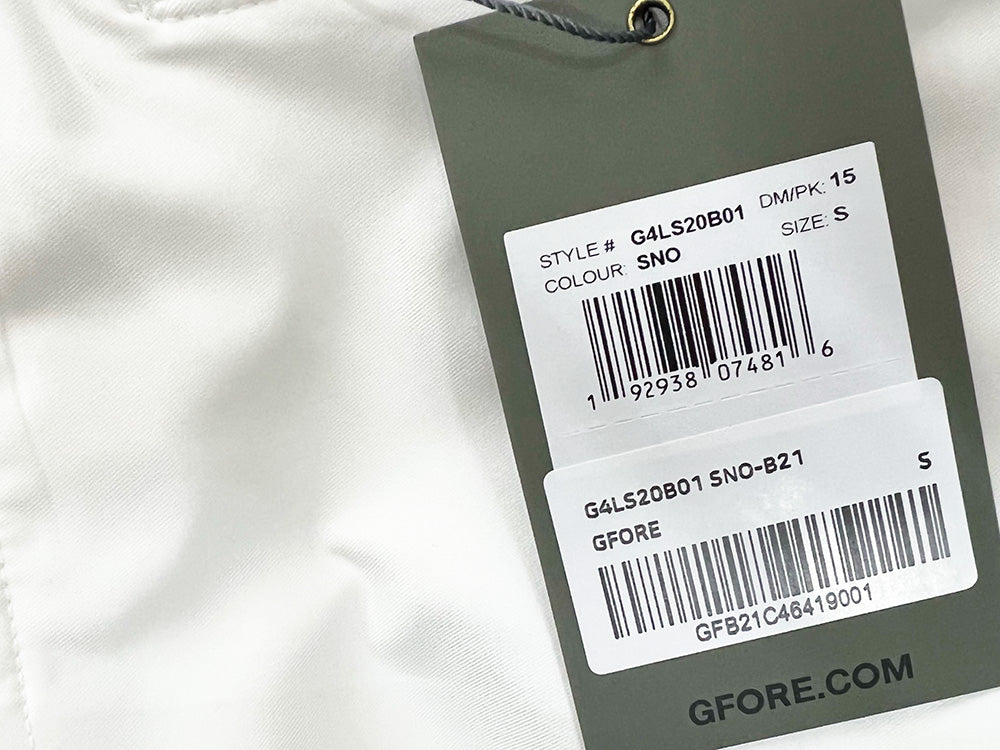 STYLE # G4LS20B01 DM/PK: 15
COLOUR: SNO SIZE: S
1 92938 07481 6
G4LS20B01 SNO-B21 S
GFORE
GFB21C46419001
GFORE.COM